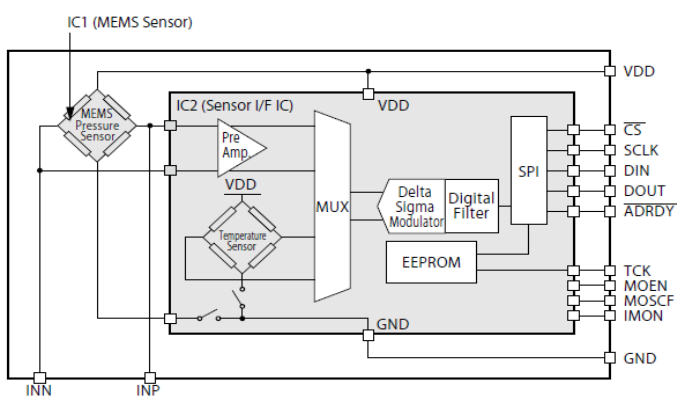 IC1 (MEMS Sensor)
VDD
IC2 (Sensor I/F IC)
VDD
MEMS
Pressure
Sensor
Pre
Amp.
CS
SCLK
DIN
DOUT
ADRDY
SPI
VDD
MUX
Delta
Sigma
Modulator
Digital
Filter
Temperature
Sensor
EEPROM
TCK
MOEN
MOSCF
IMON
GND
GND
INN
INP